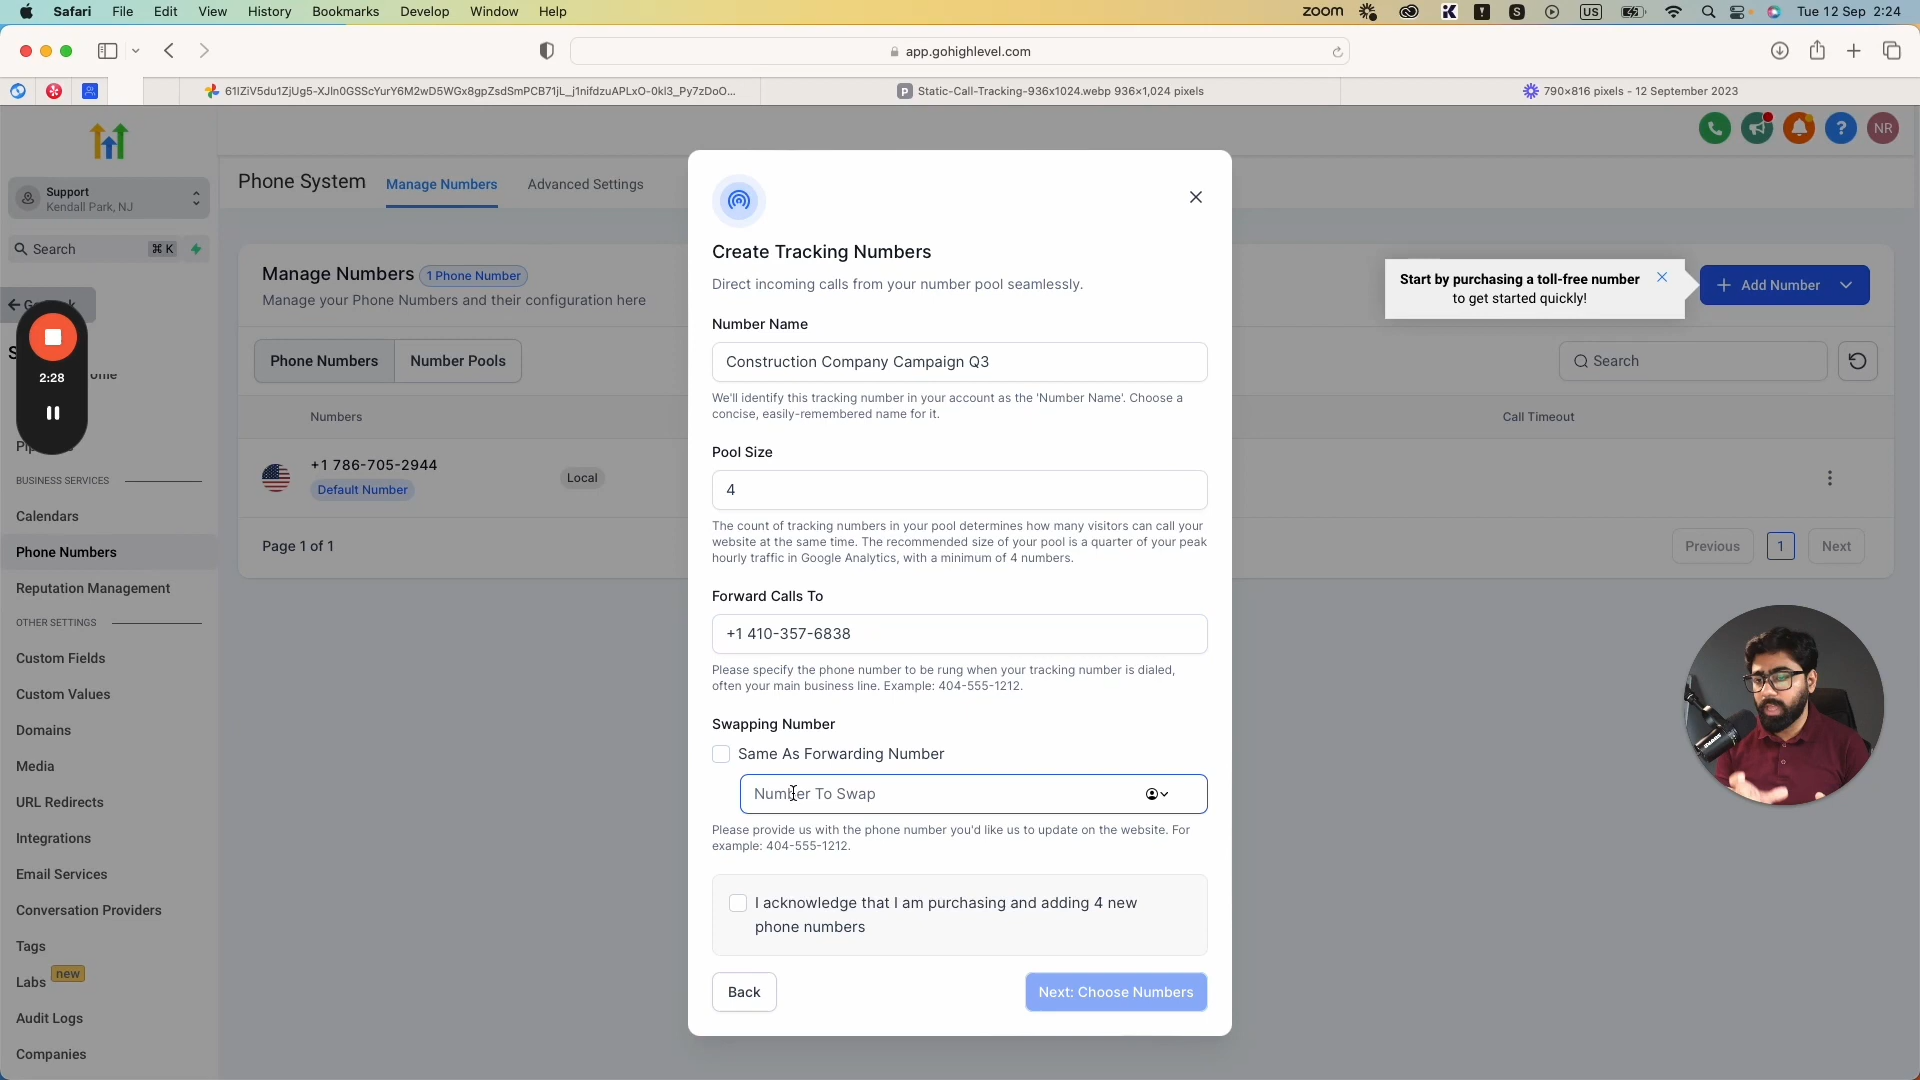 Safari File Edit View History Bookmarks Develop Window Help
zoom US Tue 12 Sep 2:24
app.gohighlevel.com
61IZiV5du1ZjUg5-XJIn0GSScYurY6M2wD5WGx8gpZsdSmPCB71jL_j1nifdzuAPLxO-0kl3_Py7zDoO...
Static-Call-Tracking-936x1024.webp 936×1,024 pixels
790×816 pixels - 12 September 2023
Support
Kendall Park, NJ
Search ⌘ K
2:28
BUSINESS SERVICES
Calendars
Phone Numbers
Reputation Management
OTHER SETTINGS
Custom Fields
Custom Values
Domains
Media
URL Redirects
Integrations
Email Services
Conversation Providers
Tags
Labs new
Audit Logs
Companies
Phone System Manage Numbers Advanced Settings
NR
Manage Numbers 1 Phone Number
Manage your Phone Numbers and their configuration here
Start by purchasing a toll-free number
to get started quickly!
+ Add Number
Phone Numbers Number Pools
Search
Numbers
Call Timeout
+1 786-705-2944
Default Number
Local
Page 1 of 1
Previous 1 Next
Create Tracking Numbers
Direct incoming calls from your number pool seamlessly.
Number Name
Construction Company Campaign Q3
We'll identify this tracking number in your account as the 'Number Name'. Choose a
concise, easily-remembered name for it.
Pool Size
4
The count of tracking numbers in your pool determines how many visitors can call your
website at the same time. The recommended size of your pool is a quarter of your peak
hourly traffic in Google Analytics, with a minimum of 4 numbers.
Forward Calls To
+1 410-357-6838
Please specify the phone number to be rung when your tracking number is dialed,
often your main business line. Example: 404-555-1212.
Swapping Number
Same As Forwarding Number
Number To Swap
Please provide us with the phone number you'd like us to update on the website. For
example: 404-555-1212.
I acknowledge that I am purchasing and adding 4 new
phone numbers
Back
Next: Choose Numbers